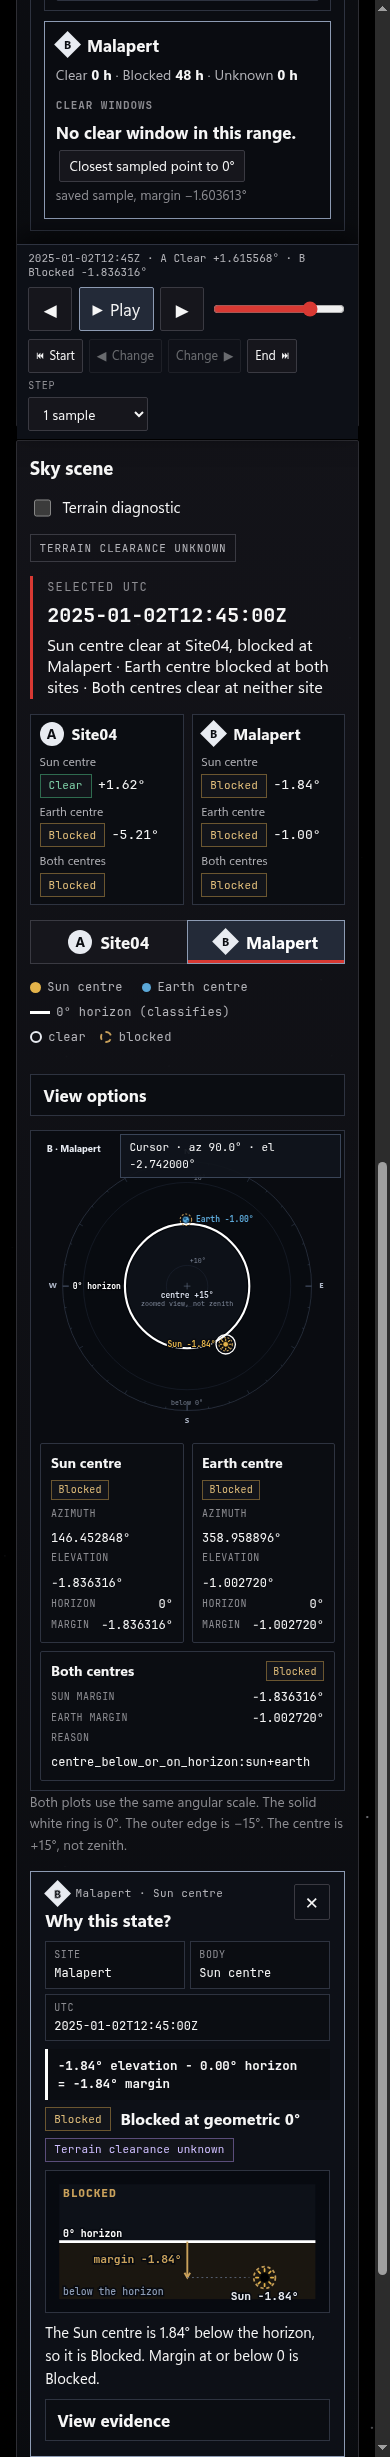 B Malapert
Clear 0 h · Blocked 48 h · Unknown 0 h
CLEAR WINDOWS
No clear window in this range.
Closest sampled point to 0°
saved sample, margin −1.603613°
2025-01-02T12:45Z · A Clear +1.615568° · B
Blocked -1.836316°
◀ ▶ Play ▶
⏮ Start ◀ Change Change ▶ End ⏭
STEP
1 sample
Sky scene
Terrain diagnostic
TERRAIN CLEARANCE UNKNOWN
SELECTED UTC
2025-01-02T12:45:00Z
Sun centre clear at Site04, blocked at
Malapert · Earth centre blocked at both
sites · Both centres clear at neither site
A Site04
Sun centre
Clear +1.62°
Earth centre
Blocked -5.21°
Both centres
Blocked
B Malapert
Sun centre
Blocked -1.84°
Earth centre
Blocked -1.00°
Both centres
Blocked
A Site04 B Malapert
Sun centre Earth centre
0° horizon (classifies)
clear blocked
View options
B · Malapert
Cursor · az 90.0° · el
-2.742000°
Earth -1.00°
+10°
W 0° horizon E
centre +15°
zoomed view, not zenith
Sun -1.84°
below 0°
S
Sun centre
Blocked
AZIMUTH
146.452848°
ELEVATION
-1.836316°
HORIZON 0°
MARGIN -1.836316°
Earth centre
Blocked
AZIMUTH
358.958896°
ELEVATION
-1.002720°
HORIZON 0°
MARGIN -1.002720°
Both centres Blocked
SUN MARGIN -1.836316°
EARTH MARGIN -1.002720°
REASON
centre_below_or_on_horizon:sun+earth
Both plots use the same angular scale. The solid
white ring is 0°. The outer edge is −15°. The centre is
+15°, not zenith.
B Malapert · Sun centre
Why this state?
✕
SITE
Malapert
BODY
Sun centre
UTC
2025-01-02T12:45:00Z
-1.84° elevation - 0.00° horizon
= -1.84° margin
Blocked Blocked at geometric 0°
Terrain clearance unknown
BLOCKED
0° horizon
margin -1.84°
below the horizon
Sun -1.84°
The Sun centre is 1.84° below the horizon,
so it is Blocked. Margin at or below 0 is
Blocked.
View evidence